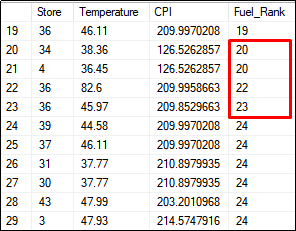 Store Temperature CPI Fuel_Rank
19 36 46.11 209.9970208 19
20 34 38.36 126.5262857 20
21 4 36.45 126.5262857 20
22 36 82.6 209.9958663 22
23 36 45.97 209.8529663 23
24 39 44.58 209.9970208 24
25 37 46.11 209.9970208 24
26 31 37.77 210.8979935 24
27 30 37.77 210.8979935 24
28 43 47.99 203.2010968 24
29 3 47.93 214.5747916 24